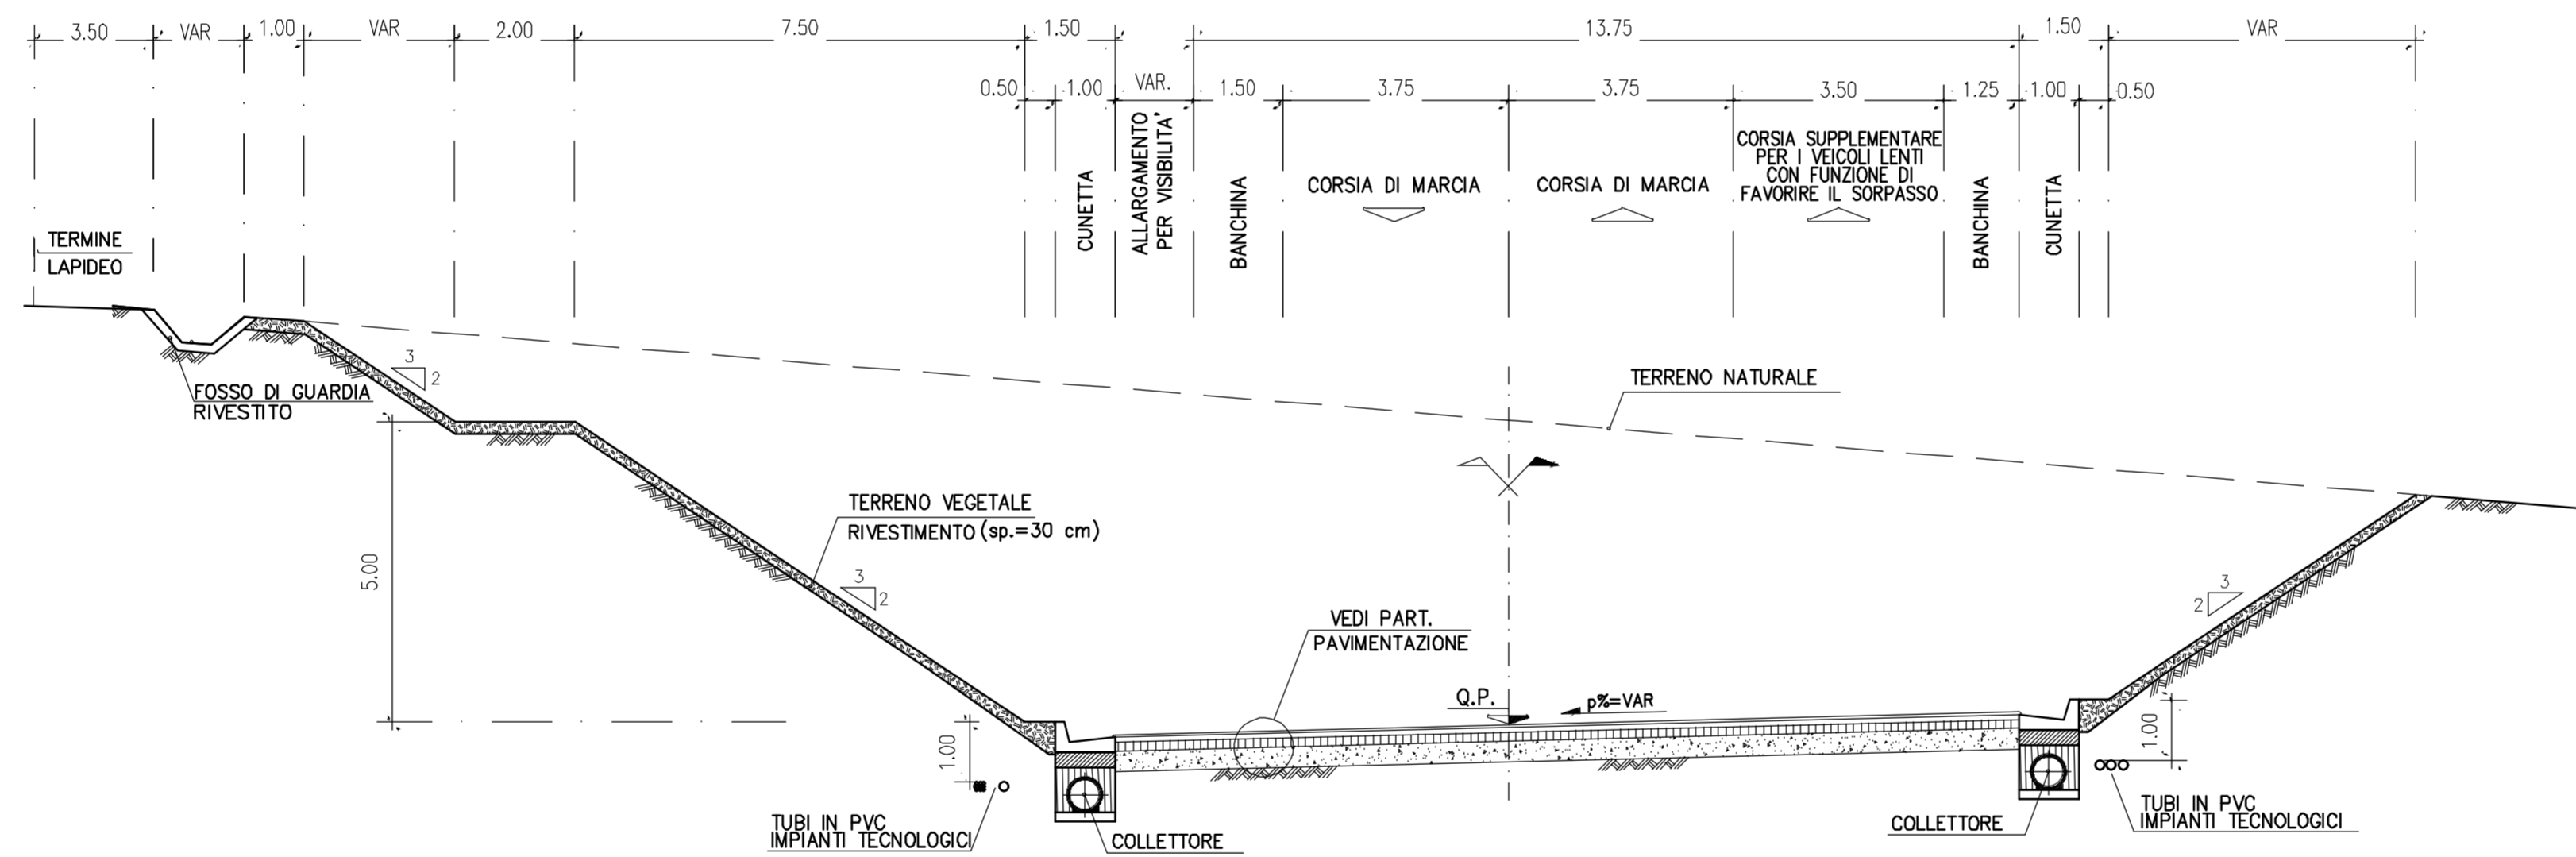 3.50 VAR 1.00 VAR 2.00 7.50 1.50 13.75 1.50 VAR
0.50 1.00 VAR. 1.50 3.75 3.75 3.50 1.25 1.00 0.50
CUNETTA
ALLARGAMENTO
PER VISIBILITA'
BANCHINA
CORSIA DI MARCIA
CORSIA DI MARCIA
CORSIA SUPPLEMENTARE
PER I VEICOLI LENTI
CON FUNZIONE DI
FAVORIRE IL SORPASSO
BANCHINA
CUNETTA
TERMINE
LAPIDEO
3
2
FOSSO DI GUARDIA
RIVESTITO
TERRENO NATURALE
TERRENO VEGETALE
RIVESTIMENTO (sp.=30 cm)
5.00
3
2
3
2
VEDI PART.
PAVIMENTAZIONE
Q.P.
p%=VAR
1.00
1.00
TUBI IN PVC
IMPIANTI TECNOLOGICI
COLLETTORE
COLLETTORE
TUBI IN PVC
IMPIANTI TECNOLOGICI